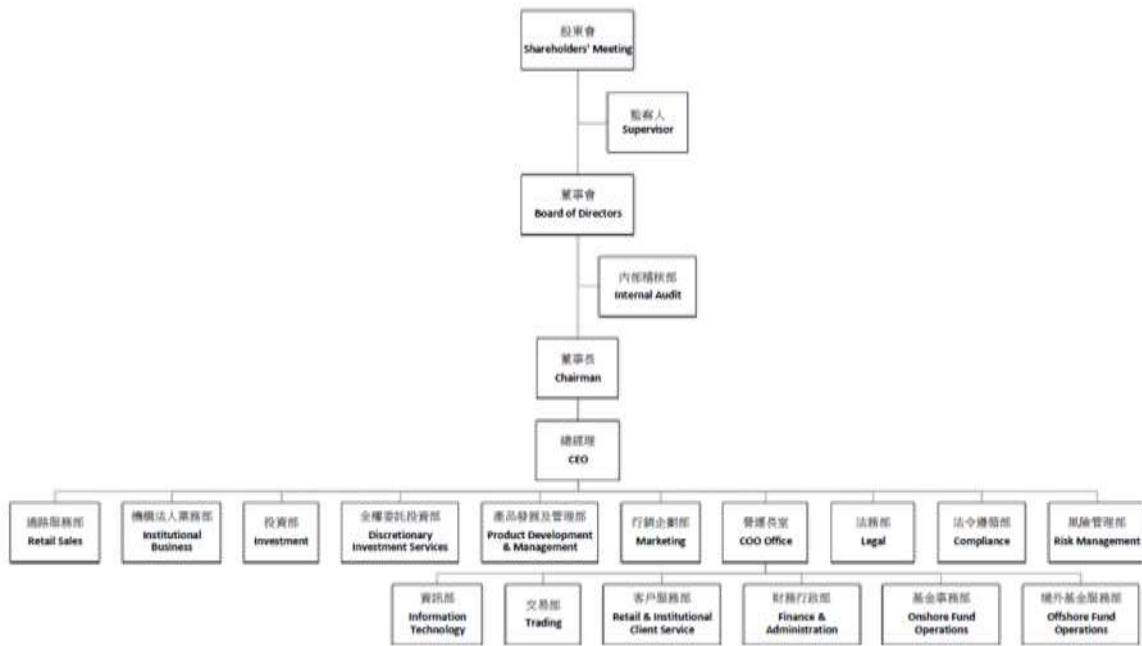 股東會
Shareholders' Meeting
監察人
Supervisor
董事會
Board of Directors
內部稽核部
Internal Audit
董事長
Chairman
總經理
CEO
通路服務部
Retail Sales
機構法人業務部
Institutional
Business
投資部
Investment
全權委託投資部
Discretionary
Investment Services
產品發展及管理部
Product Development
& Management
行銷企劃部
Marketing
營運長室
COO Office
法務部
Legal
法令遵循部
Compliance
風險管理部
Risk Management
資訊部
Information
Technology
交易部
Trading
客戶服務部
Retail & Institutional
Client Service
財務行政部
Finance &
Administration
基金事務部
Onshore Fund
Operations
境外基金服務部
Offshore Fund
Operations